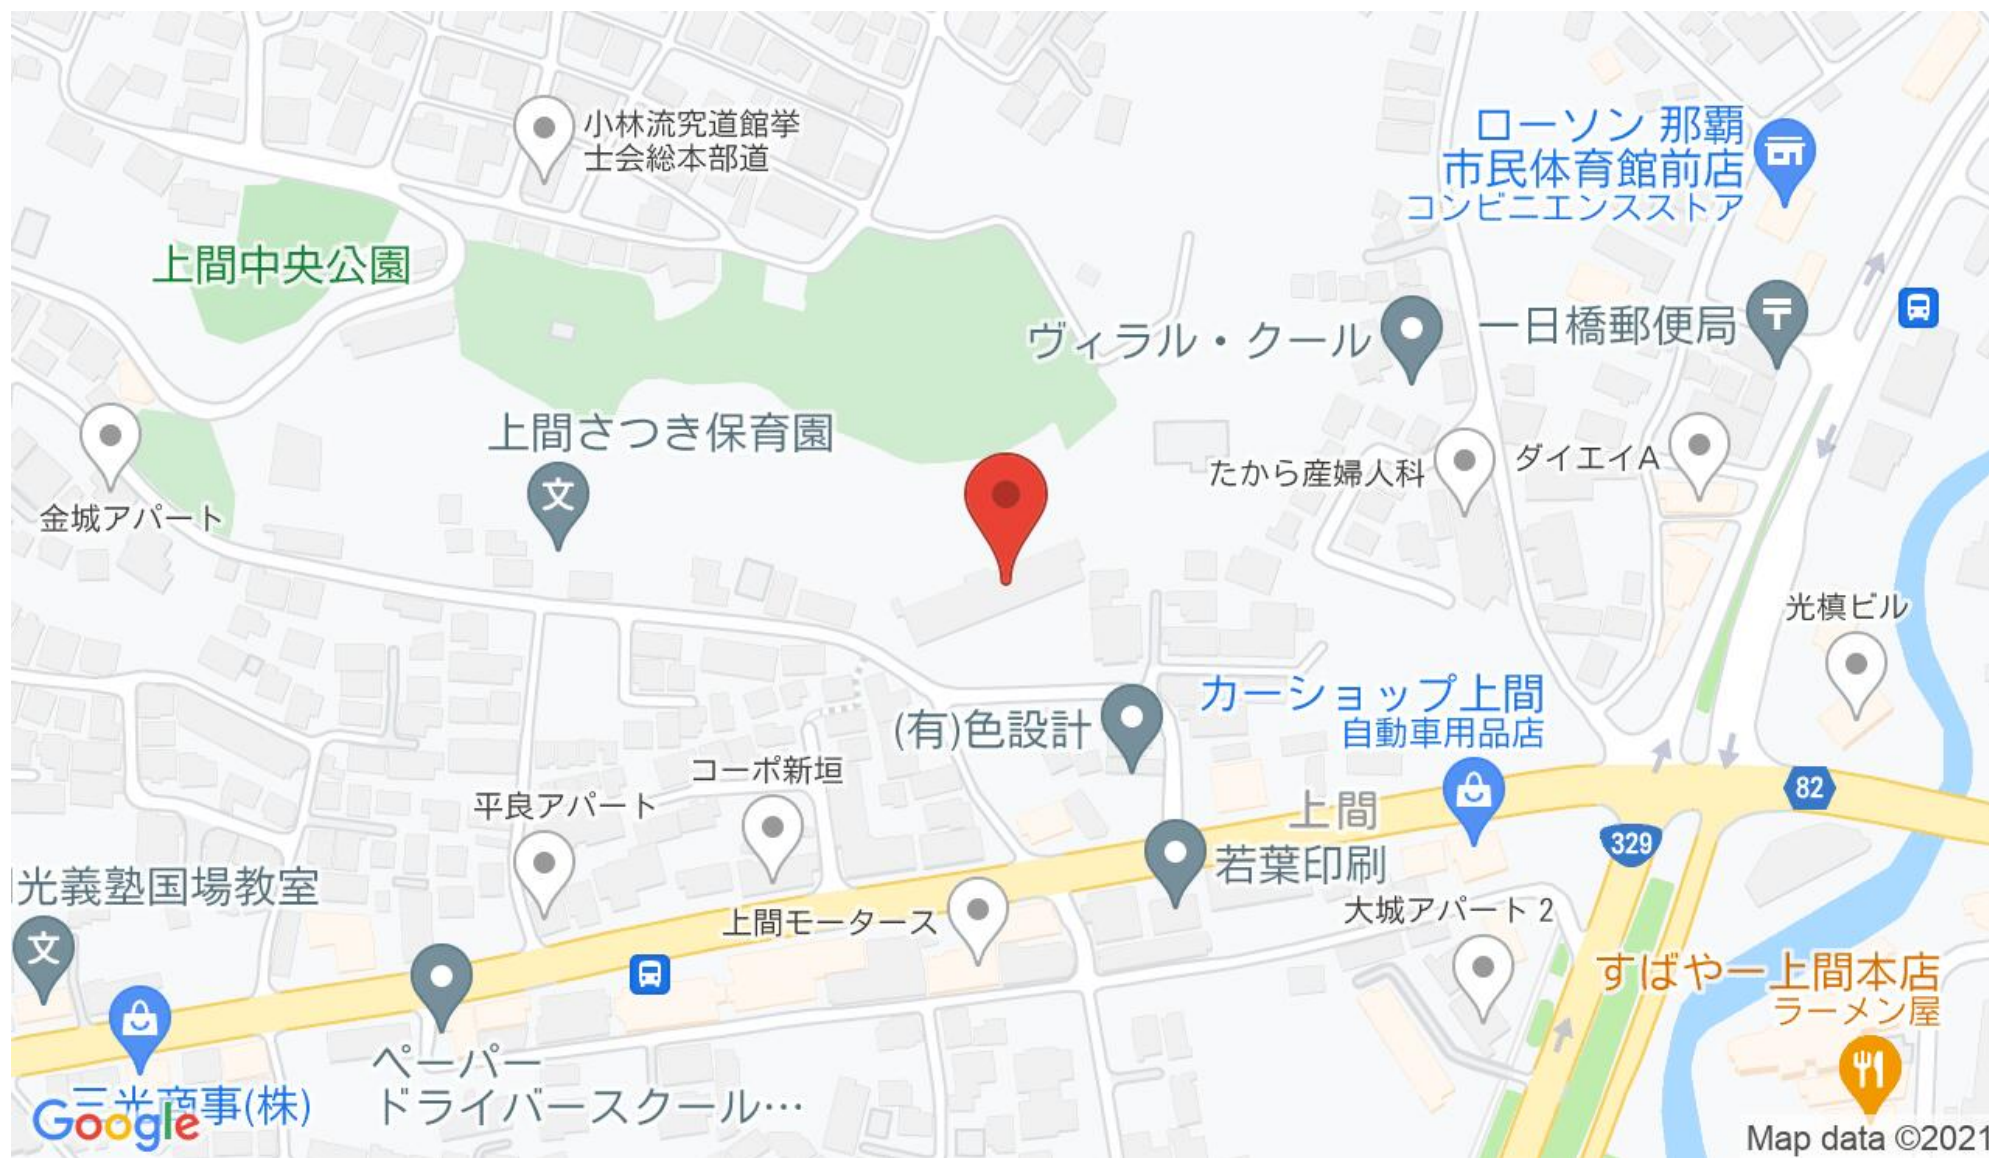 小林流究道館挙
士会総本部道
ローソン 那覇
市民体育館前店
コンビニエンスストア
上間中央公園
ヴィラル・クール
一日橋郵便局
上間さつき保育園
文
たから産婦人科
ダイエイA
金城アパート
光槙ビル
カーショップ上間
自動車用品店
(有)色設計
コーポ新垣
平良アパート
上間
82
329
光義塾国場教室
文
若葉印刷
大城アパート 2
上間モータース
すばやー上間本店
ラーメン屋
ペーパー
ドライバースクール…
三光商事(株)
Google
Map data ©2021